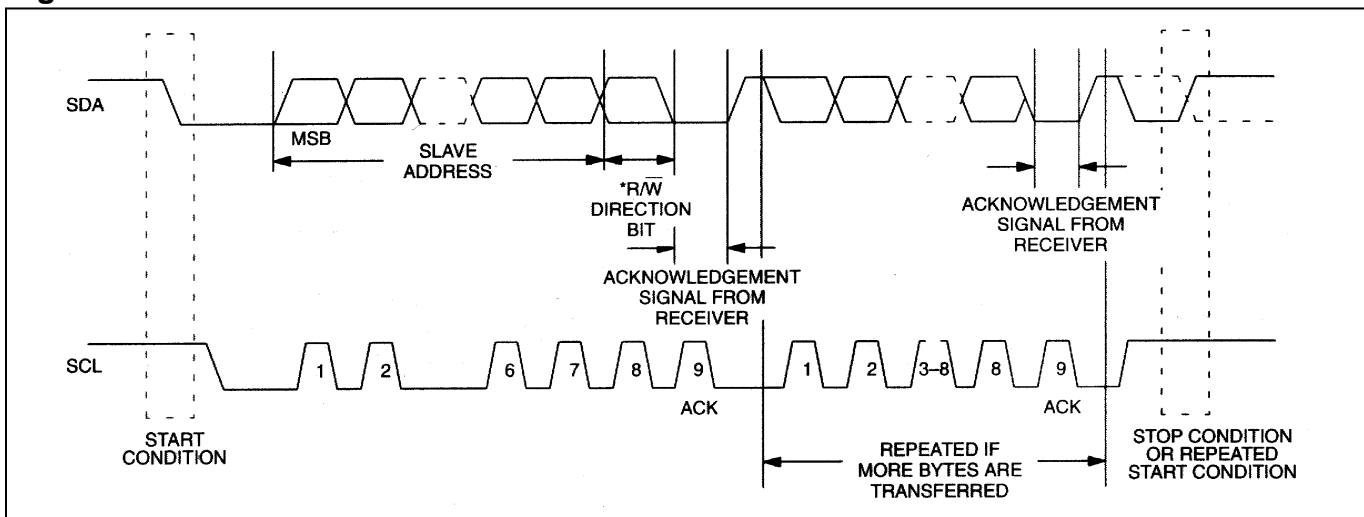 SDA
MSB
SLAVE
ADDRESS
*R/W̅
DIRECTION
BIT
ACKNOWLEDGEMENT
SIGNAL FROM
RECEIVER
ACKNOWLEDGEMENT
SIGNAL FROM
RECEIVER
SCL
1
2
6
7
8
9
1
2
3–8
8
9
ACK
ACK
START
CONDITION
REPEATED IF
MORE BYTES ARE
TRANSFERRED
STOP CONDITION
OR REPEATED
START CONDITION